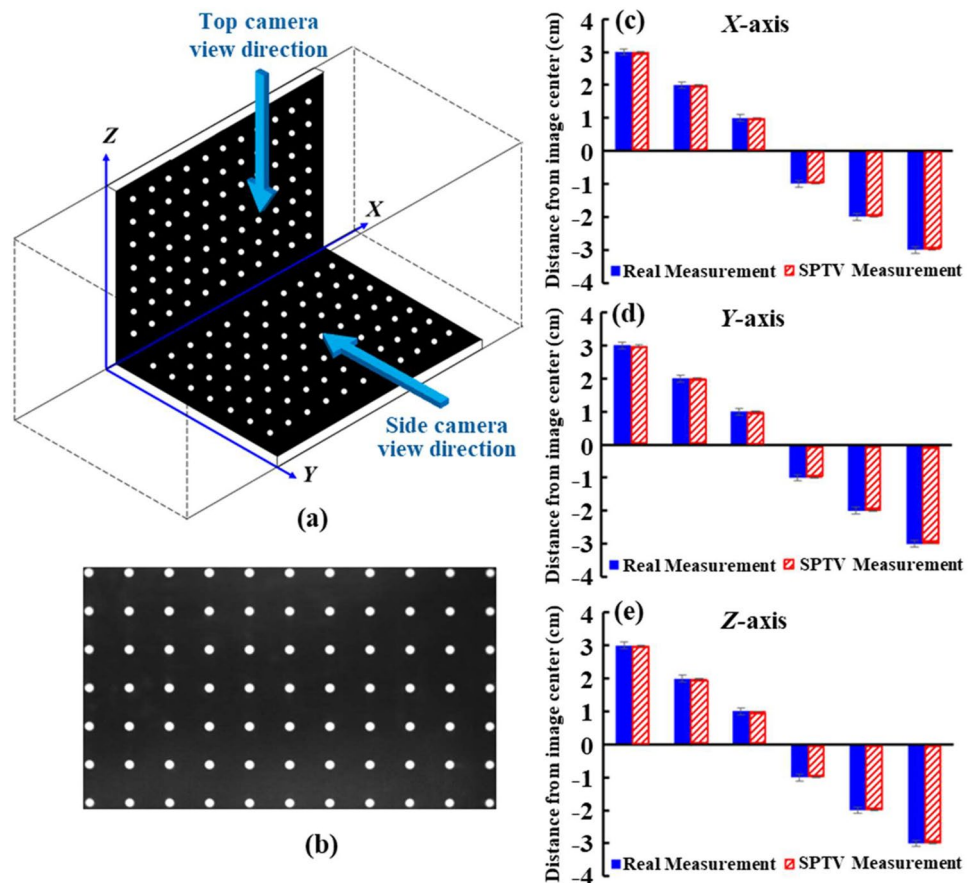 Top camera
view direction
Z
X
Side camera
view direction
Y
(a)
(b)
(c)
X-axis
Distance from image center (cm)
4
3
2
1
0
-1
-2
-3
-4
Real Measurement
SPTV Measurement
(d)
Y-axis
Distance from image center (cm)
4
3
2
1
0
-1
-2
-3
-4
Real Measurement
SPTV Measurement
(e)
Z-axis
Distance from image center (cm)
4
3
2
1
0
-1
-2
-3
-4
Real Measurement
SPTV Measurement